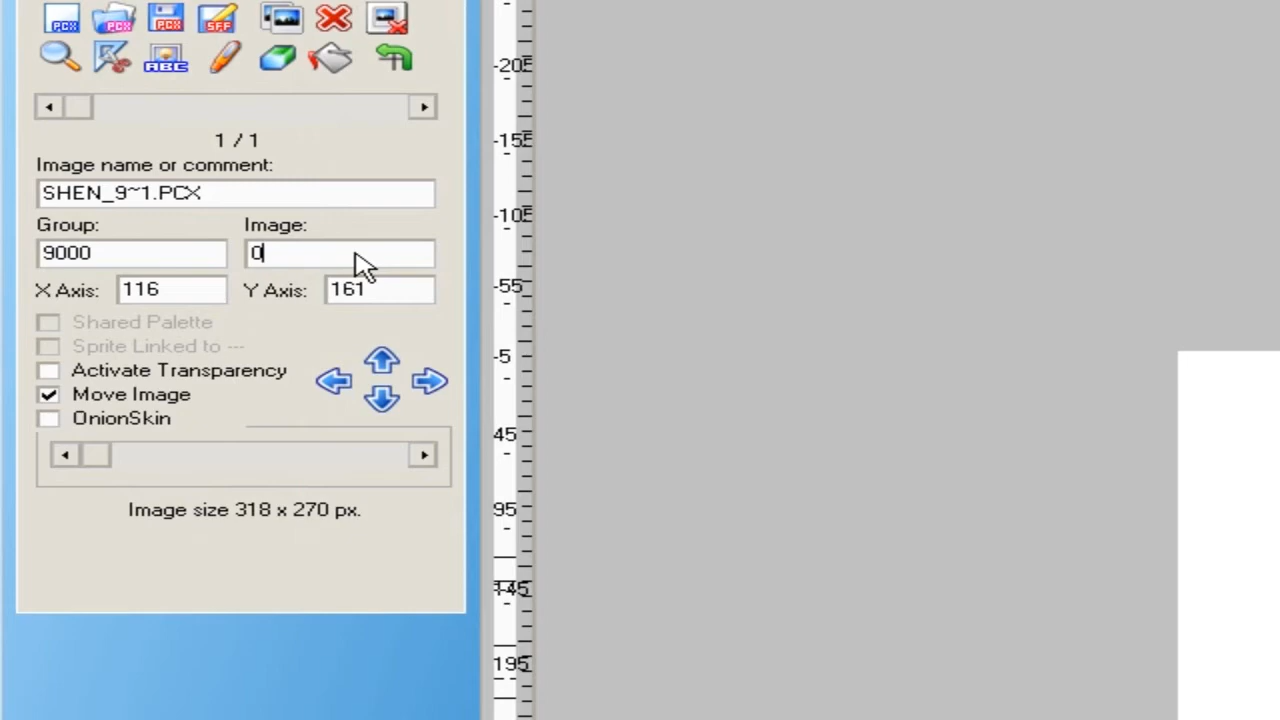 PCX PCX PCX SFF
ABC
1 / 1
Image name or comment:
SHEN_9~1.PCX
Group: Image:
9000 0
X Axis: 116 Y Axis: 161
Shared Palette
Sprite Linked to ---
Activate Transparency
Move Image
OnionSkin
Image size 318 x 270 px.
-205
-155
-105
-55
-5
45
95
145
195